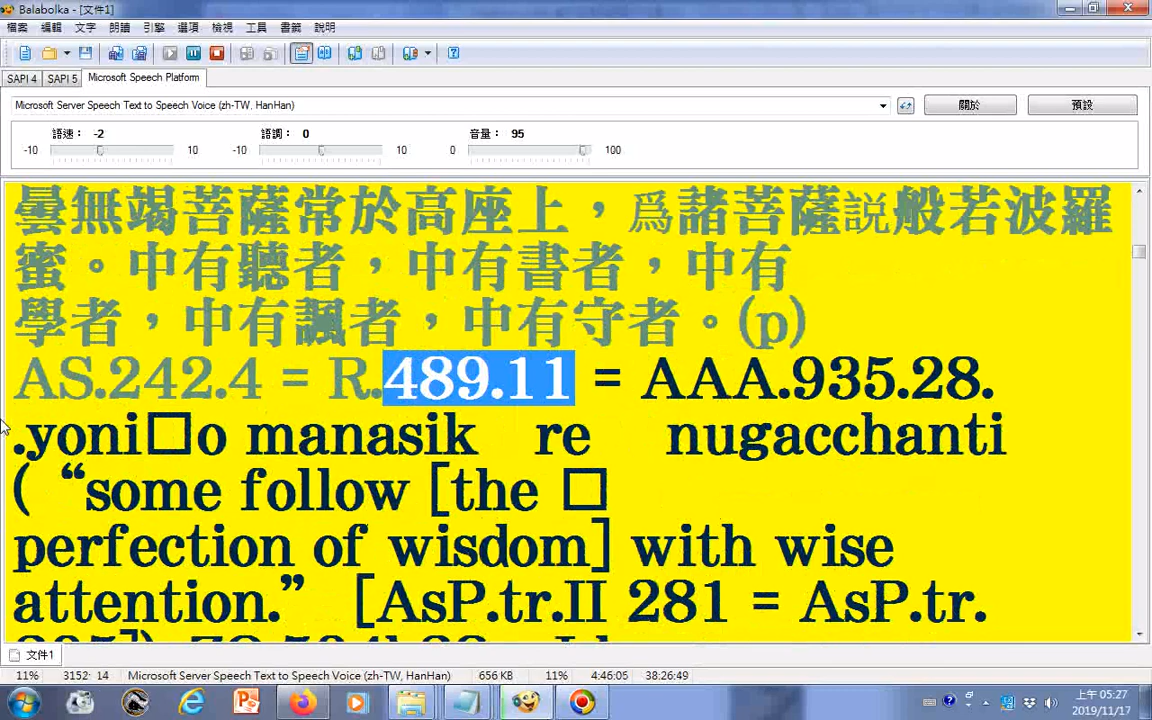 Balabolka - [文件1]
檔案 編輯 文字 朗讀 引擎 選項 檢視 工具 書籤 說明
SAPI 4 SAPI 5 Microsoft Speech Platform
Microsoft Server Speech Text to Speech Voice (zh-TW, HanHan) 關於 預設
語速： -2 語調： 0 音量： 95
-10 10 -10 10 0 100
曇無竭菩薩常於高座上，爲諸菩薩説般若波羅
蜜。中有聽者，中有書者，中有
學者，中有諷者，中有守者。(p)
AS.242.4 = R.489.11 = AAA.935.28.
.yoni□o manasik re nugacchanti
( “some follow [the □
perfection of wisdom] with wise
attention.” [AsP.tr.II 281 = AsP.tr.
文件1
11% 3152: 14 Microsoft Server Speech Text to Speech Voice (zh-TW, HanHan) 656 KB 11% 4:46:05 38:26:49
上午 05:27
2019/11/17